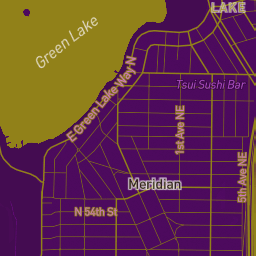 LAKE
Green Lake
E Green Lake Way N
Tsui Sushi Bar
1st Ave NE
5th Ave NE
Meridian
N 54th St